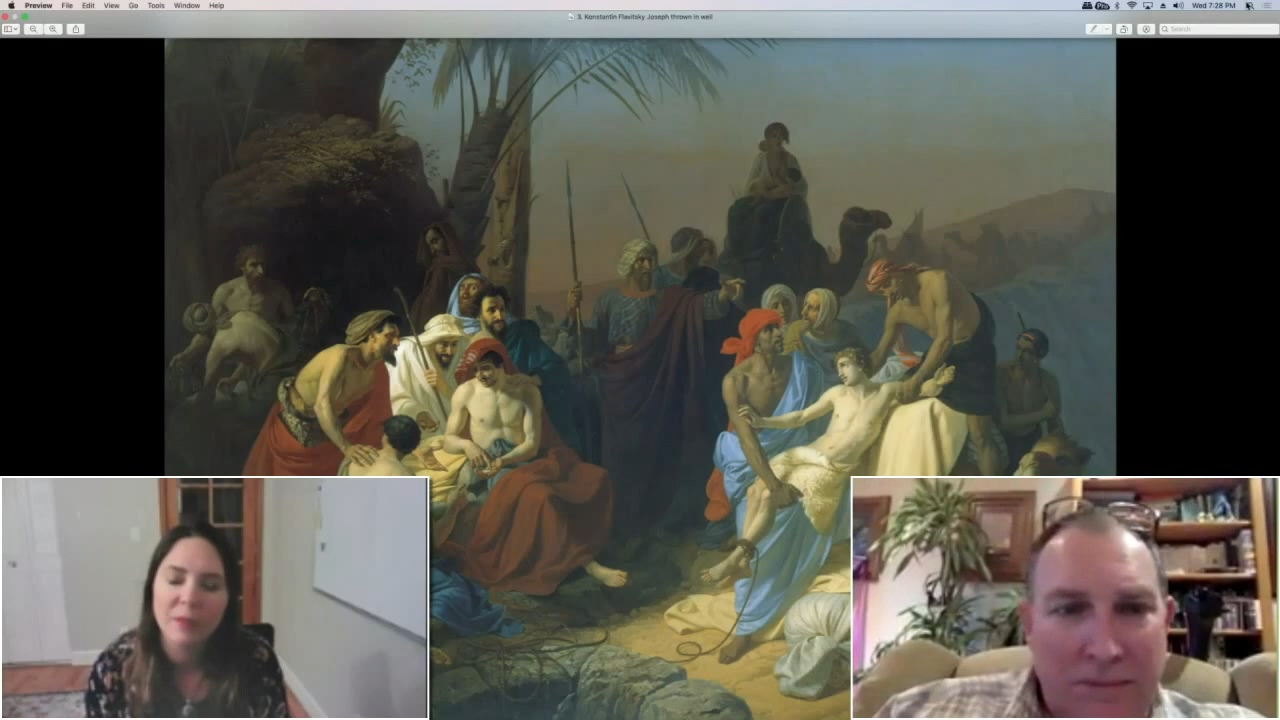 Preview File Edit View Go Tools Window Help Wed 7:28 PM
3. Konstantin Flavitsky Joseph thrown in well
Search